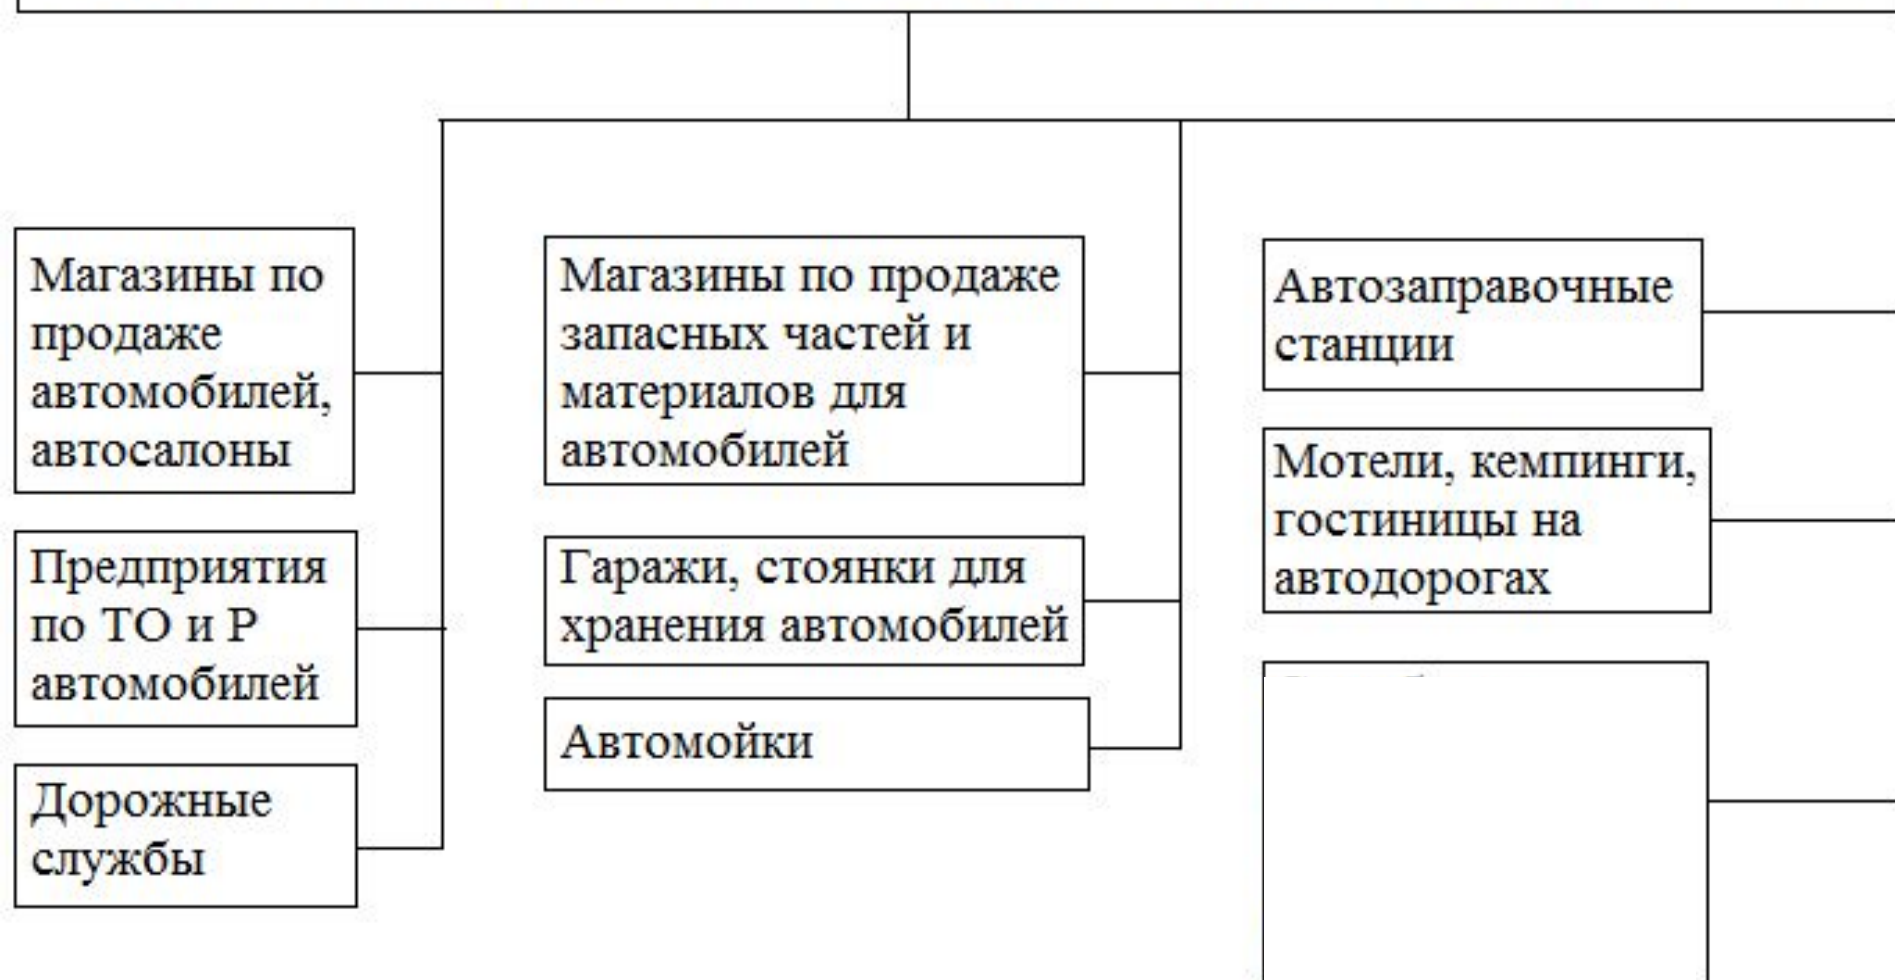 Магазины по
продаже
автомобилей,
автосалоны
Предприятия
по ТО и Р
автомобилей
Дорожные
службы
Магазины по продаже
запасных частей и
материалов для
автомобилей
Гаражи, стоянки для
хранения автомобилей
Автомойки
Автозаправочные
станции
Мотели, кемпинги,
гостиницы на
автодорогах